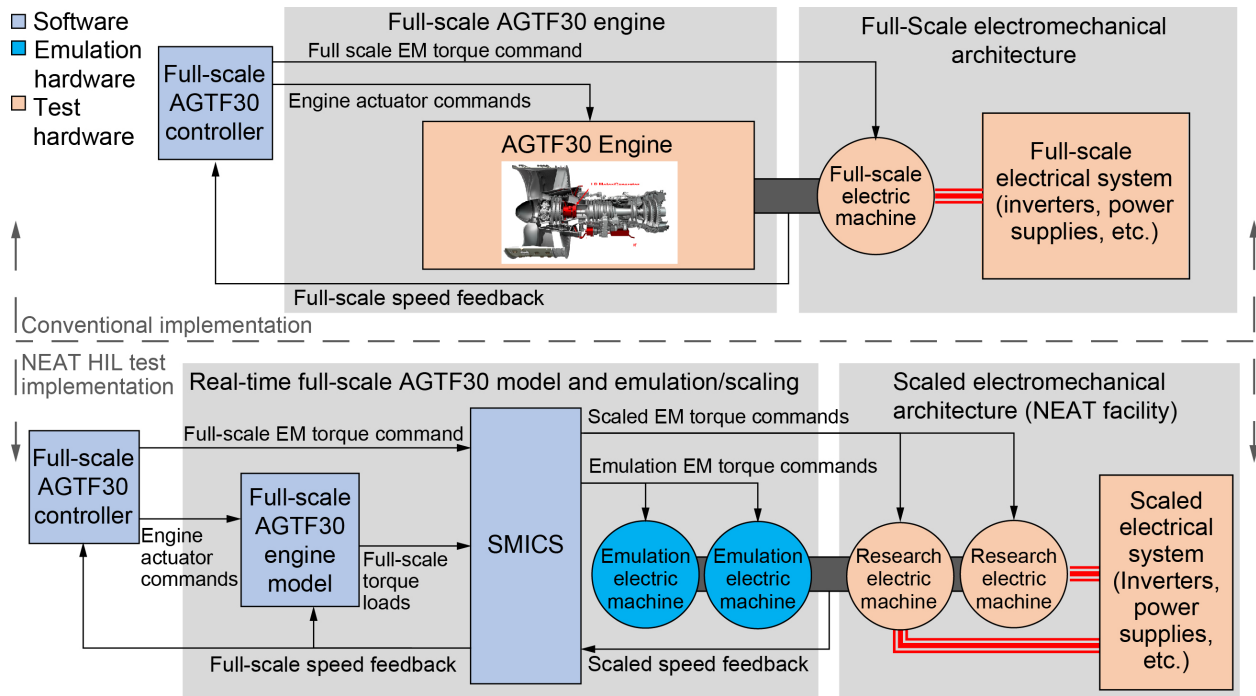 Software
Emulation
hardware
Test
hardware
Full-scale AGTF30 engine
Full-Scale electromechanical
architecture
Full scale EM torque command
Full-scale
AGTF30
controller
Engine actuator commands
AGTF30 Engine
Full-scale
electric
machine
Full-scale
electrical system
(inverters, power
supplies, etc.)
Full-scale speed feedback
Conventional implementation
NEAT HIL test
implementation
Real-time full-scale AGTF30 model and emulation/scaling
Scaled electromechanical
architecture (NEAT facility)
Full-scale EM torque command
Scaled EM torque commands
Full-scale
AGTF30
controller
Emulation EM torque commands
Full-scale
AGTF30
engine
model
Engine
actuator
commands
Full-scale
torque
loads
SMICS
Emulation
electric
machine
Emulation
electric
machine
Research
electric
machine
Research
electric
machine
Scaled
electrical
system
(Inverters,
power
supplies,
etc.)
Full-scale speed feedback
Scaled speed feedback